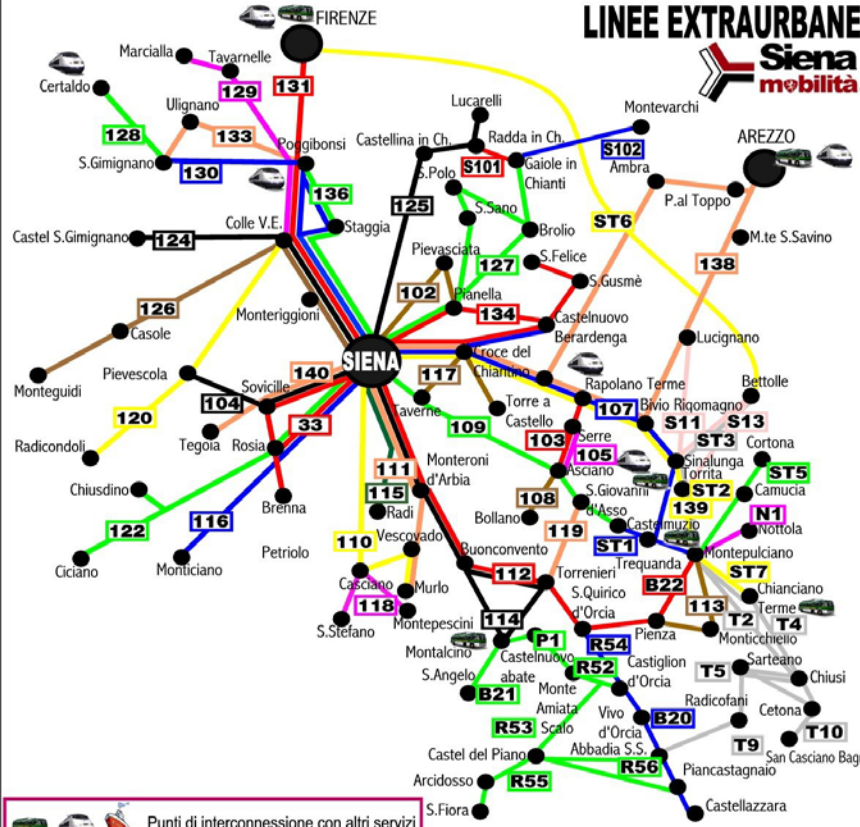 LINEE EXTRAURBANE
Siena
mobilità
FIRENZE
Marcialla
Tavarnelle
Certaldo
129
131
Ulignano
128
133
Poggibonsi
S.Gimignano
130
136
Lucarelli
Castellina in Ch.
Radda in Ch.
S101
Gaiole in
Chianti
Montevarchi
S102
Ambra
AREZZO
P.al Toppo
S.Polo
125
S.Sano
Colle V.E.
Staggia
Castel S.Gimignano
124
Brolio
ST6
M.te S.Savino
138
Pievasciata
127
S.Felice
S.Gusmè
126
102
Pianella
Monteriggioni
134
Castelnuovo
Berardenga
Casole
Lucignano
SIENA
Croce del
Chiantino
Monteguidi
Pievescola
140
117
Rapolano Terme
Bettolle
104
Sovicille
Taverne
Torre a
Castello
107
Bivio Rigomagno
120
33
109
S11
S13
ST3
Cortona
Tegoia
Rosia
103
Serre
105
Radicondoli
Sinalunga
Torrita
ST5
111
Monteroni
d'Arbia
Asciano
ST2
Camucia
Chiusdino
Brenna
115
108
S.Giovanni
d'Asso
139
N1
122
116
Radi
Bollano
119
Castelmuzio
Nottola
110
Vescovado
ST1
Montepulciano
Petriolo
Buonconvento
Trequanda
ST7
Ciciano
Monticiano
Casciano
112
Torrenieri
B22
Chianciano
Terme
118
Murlo
S.Quirico
d'Orcia
113
T2
T4
S.Stefano
Montepescini
114
Pienza
Monticchiello
Montalcino
P1
R54
Castelnuovo
abate
R52
Castiglion
d'Orcia
T5
Sarteano
Chiusi
S.Angelo
B21
Monte
Amiata
Scalo
Radicofani
Cetona
R53
Vivo
d'Orcia
B20
T9
T10
Castel del Piano
Abbadia S.S.
San Casciano Bagni
R56
Piancastagnaio
Arcidosso
R55
S.Fiora
Castellazzara
Punti di interconnessione con altri servizi